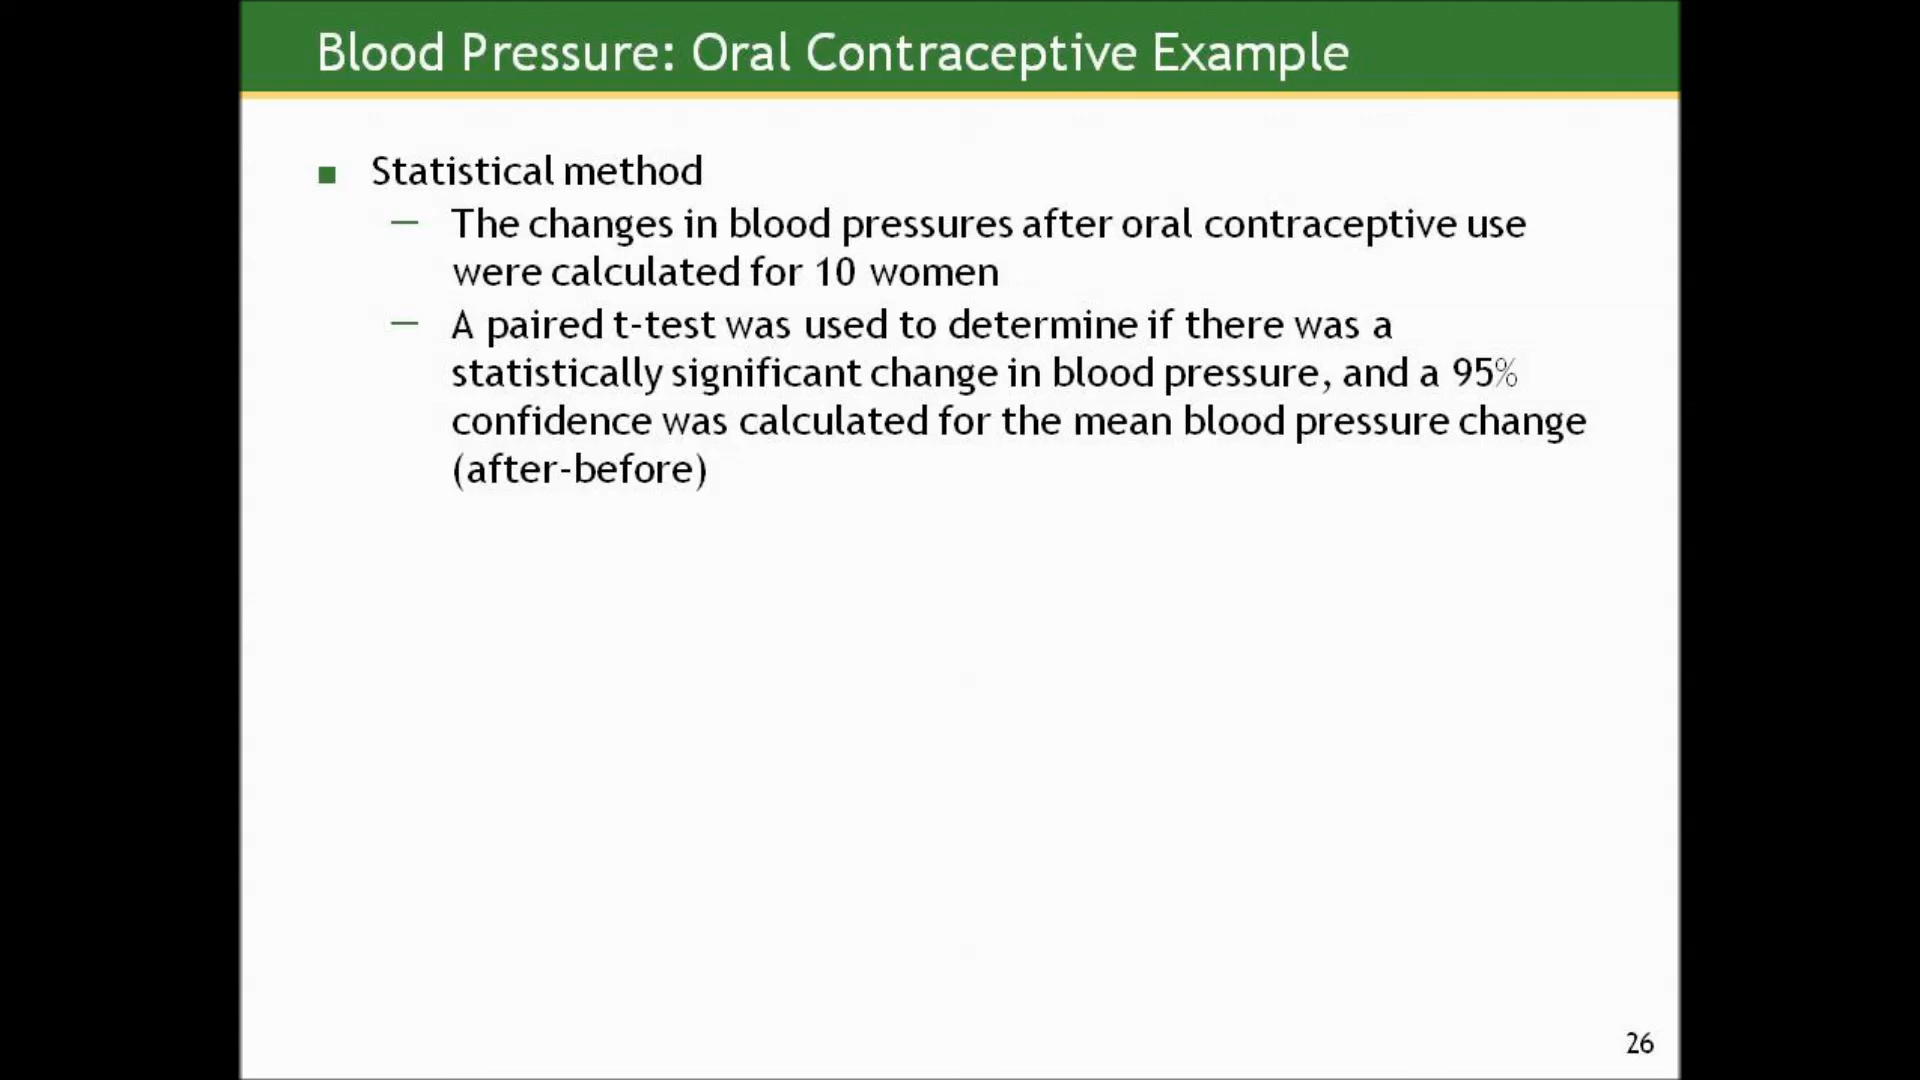 Blood Pressure: Oral Contraceptive Example
Statistical method
— The changes in blood pressures after oral contraceptive use
were calculated for 10 women
— A paired t-test was used to determine if there was a
statistically significant change in blood pressure, and a 95%
confidence was calculated for the mean blood pressure change
(after-before)
26